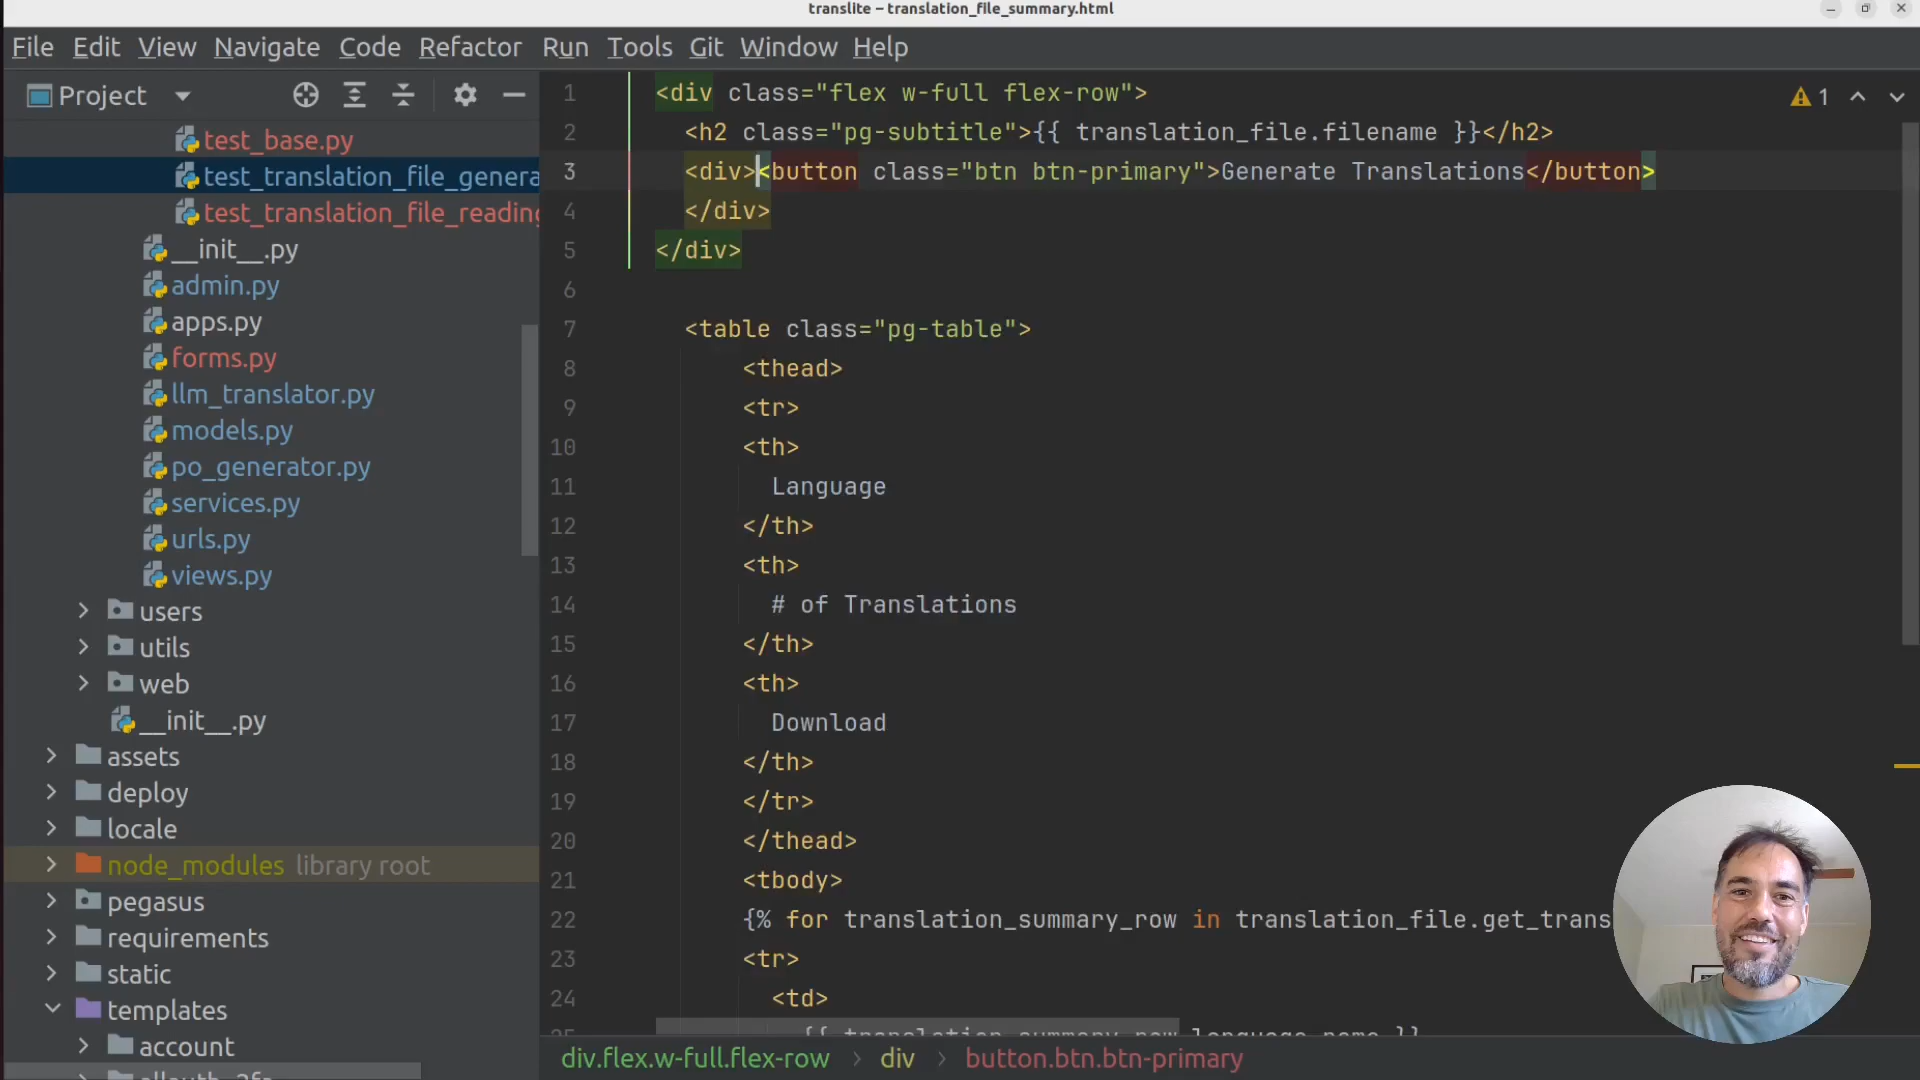 translite – translation_file_summary.html
File Edit View Navigate Code Refactor Run Tools Git Window Help
Project
test_base.py
test_translation_file_genera
test_translation_file_reading
__init__.py
admin.py
apps.py
forms.py
llm_translator.py
models.py
po_generator.py
services.py
urls.py
views.py
users
utils
web
__init__.py
assets
deploy
locale
node_modules library root
pegasus
requirements
static
templates
account
1 <div class="flex w-full flex-row">
2 <h2 class="pg-subtitle">{{ translation_file.filename }}</h2>
3 <div><button class="btn btn-primary">Generate Translations</button>
4 </div>
5 </div>
6
7 <table class="pg-table">
8 <thead>
9 <tr>
10 <th>
11 Language
12 </th>
13 <th>
14 # of Translations
15 </th>
16 <th>
17 Download
18 </th>
19 </tr>
20 </thead>
21 <tbody>
22 {% for translation_summary_row in translation_file.get_trans
23 <tr>
24 <td>
25 {{ translation_summary_row.language_name }}
1
div.flex.w-full.flex-row > div > button.btn.btn-primary